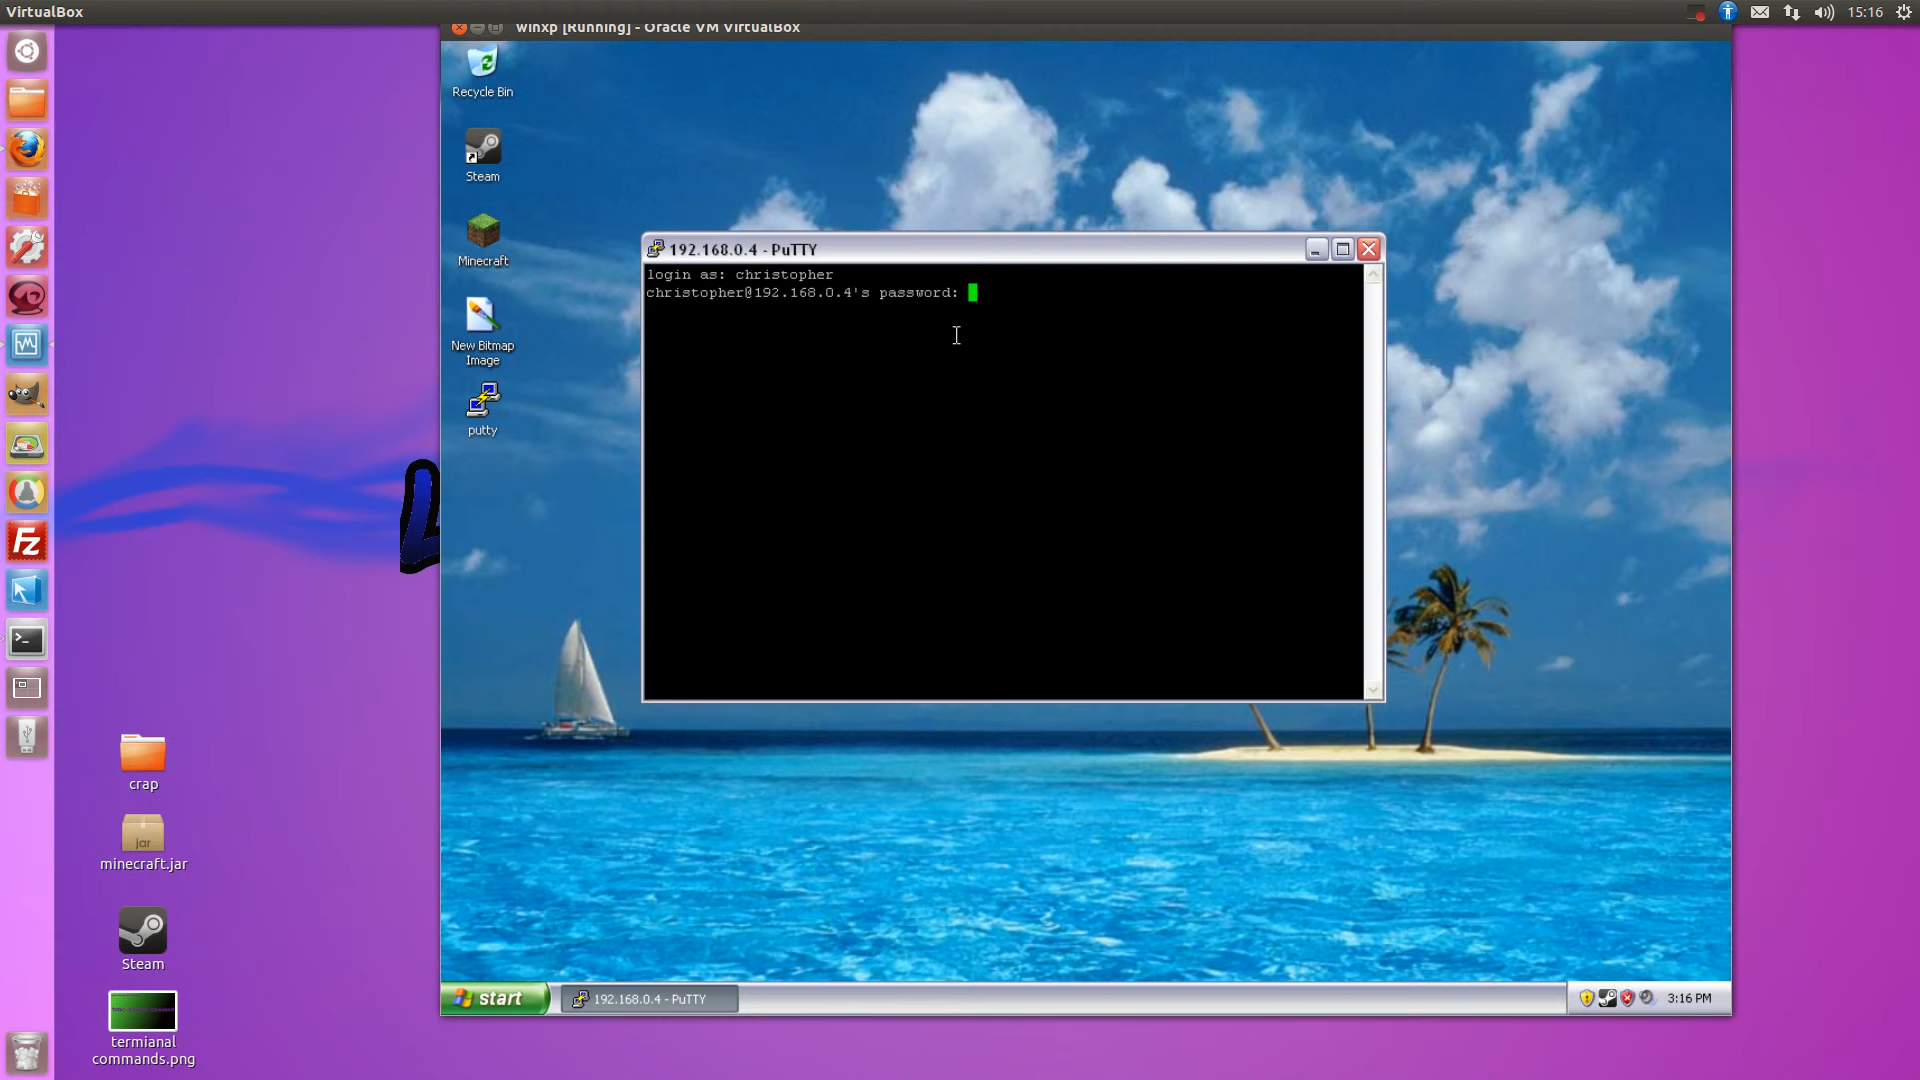 VirtualBox
15:16
winxp [Running] - Oracle VM VirtualBox
Recycle Bin
Steam
Minecraft
New Bitmap
Image
putty
192.168.0.4 - PuTTY
login as: christopher
christopher@192.168.0.4's password:
Fz
crap
jar
minecraft.jar
Steam
termianal
commands.png
start
192.168.0.4 - PuTTY
3:16 PM